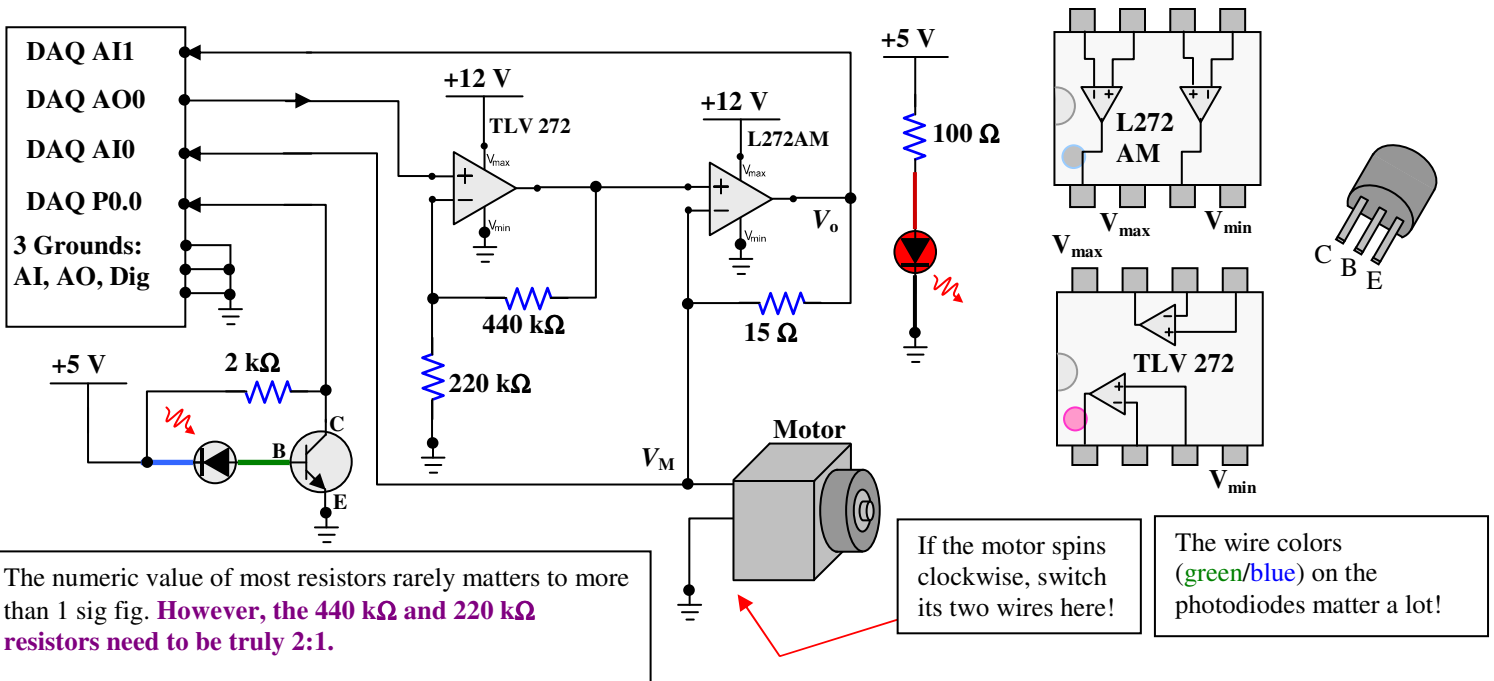 DAQ AI1
DAQ AO0
DAQ AI0
DAQ P0.0
3 Grounds:
AI, AO, Dig
+12 V
TLV 272
Vmax
+
−
Vmin
440 kΩ
220 kΩ
+12 V
L272AM
Vmax
+
−
Vmin
Vo
15 Ω
+5 V
100 Ω
+5 V
2 kΩ
C
B
E
VM
Motor
− +
+ −
L272
AM
Vmax
Vmin
Vmax
−
+
TLV 272
+
−
Vmin
C
B
E
The numeric value of most resistors rarely matters to more
than 1 sig fig. However, the 440 kΩ and 220 kΩ
resistors need to be truly 2:1.
If the motor spins
clockwise, switch
its two wires here!
The wire colors
(green/blue) on the
photodiodes matter a lot!